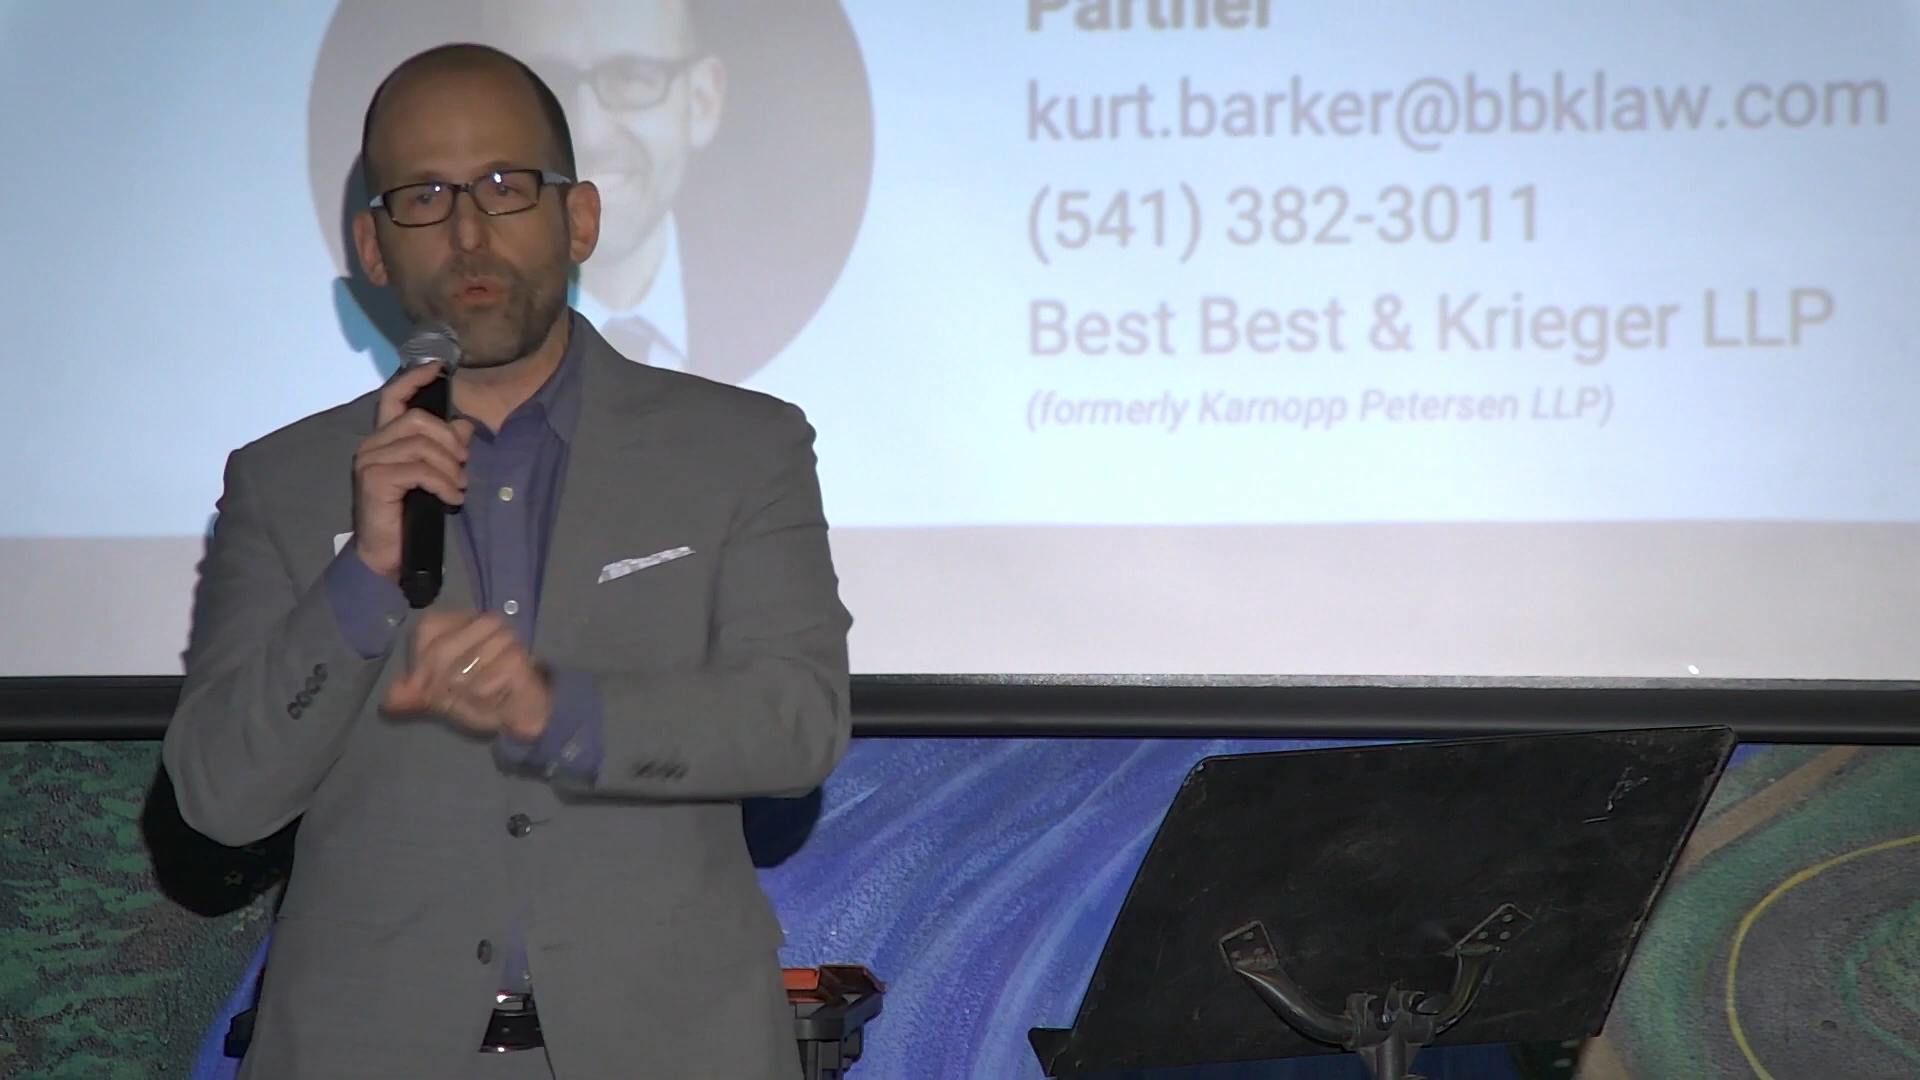 Partner
kurt.barker@bbklaw.com
(541) 382-3011
Best Best & Krieger LLP
(formerly Karnopp Petersen LLP)